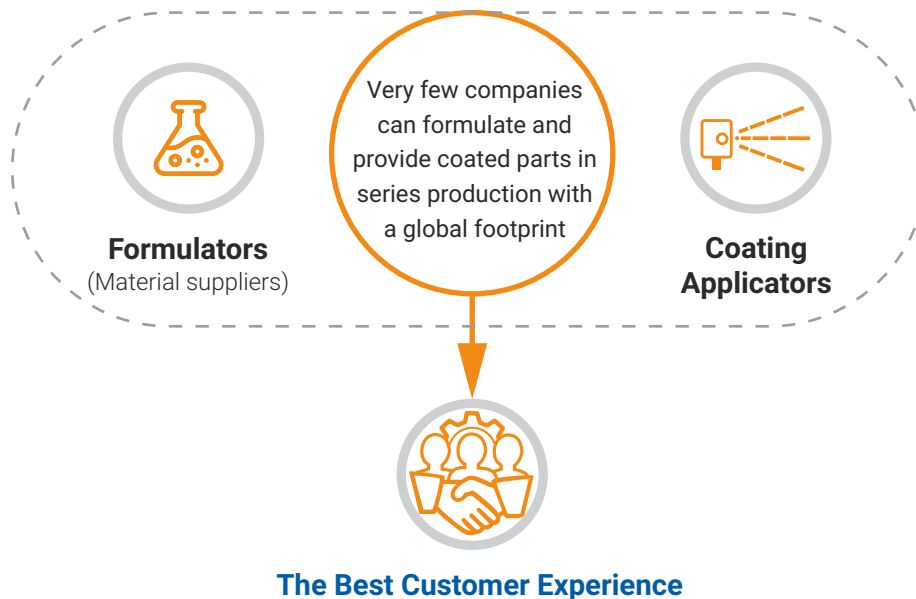 Very few companies
can formulate and
provide coated parts in
series production with
a global footprint
Formulators
(Material suppliers)
Coating
Applicators
The Best Customer Experience